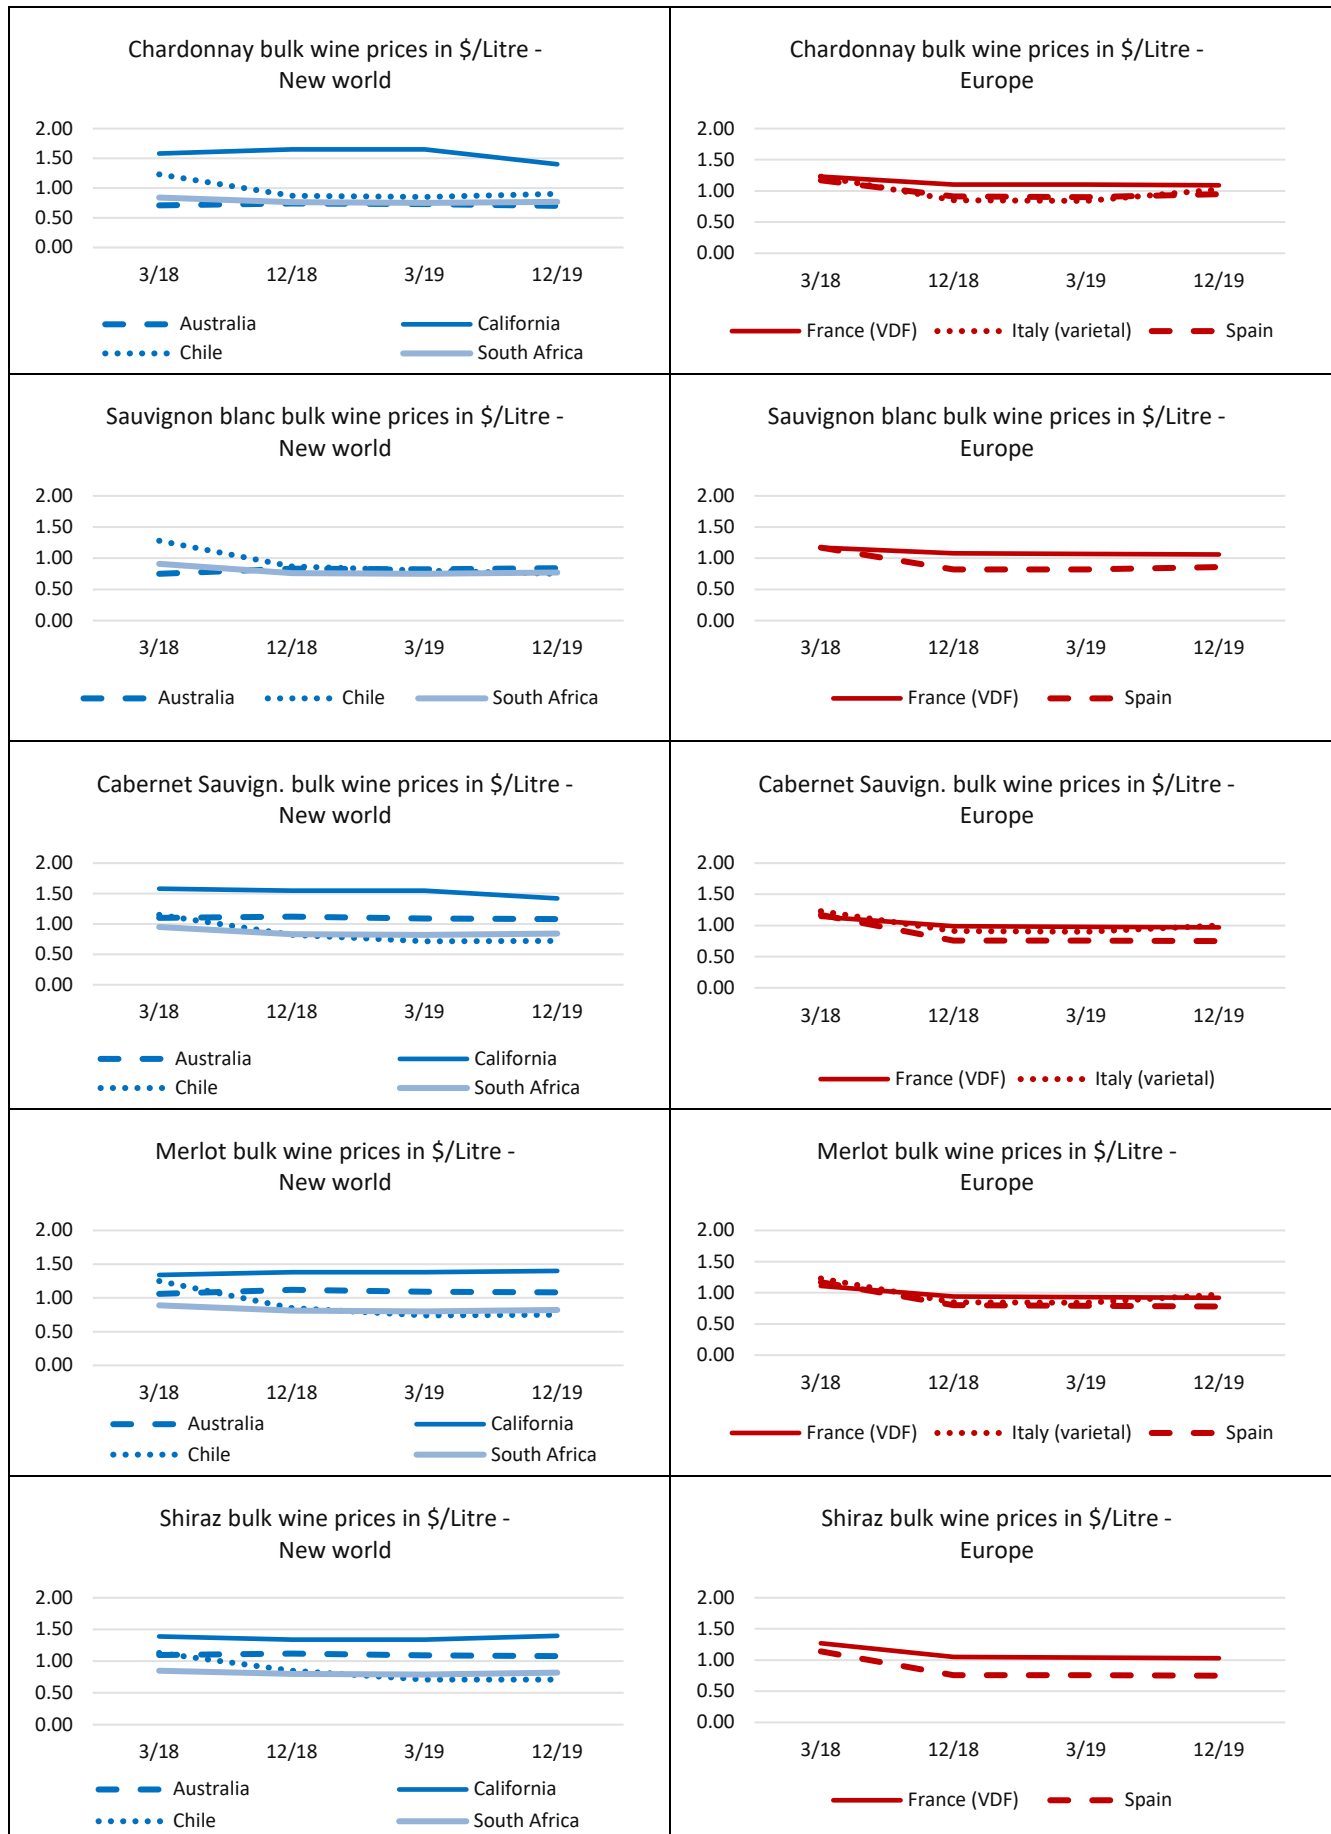 Chardonnay bulk wine prices in $/Litre -
New world
2.00
1.50
1.00
0.50
0.00
3/18 12/18 3/19 12/19
Australia California
Chile South Africa
Chardonnay bulk wine prices in $/Litre -
Europe
2.00
1.50
1.00
0.50
0.00
3/18 12/18 3/19 12/19
France (VDF) Italy (varietal) Spain
Sauvignon blanc bulk wine prices in $/Litre -
New world
2.00
1.50
1.00
0.50
0.00
3/18 12/18 3/19 12/19
Australia Chile South Africa
Sauvignon blanc bulk wine prices in $/Litre -
Europe
2.00
1.50
1.00
0.50
0.00
3/18 12/18 3/19 12/19
France (VDF) Spain
Cabernet Sauvign. bulk wine prices in $/Litre -
New world
2.00
1.50
1.00
0.50
0.00
3/18 12/18 3/19 12/19
Australia California
Chile South Africa
Cabernet Sauvign. bulk wine prices in $/Litre -
Europe
2.00
1.50
1.00
0.50
0.00
3/18 12/18 3/19 12/19
France (VDF) Italy (varietal)
Merlot bulk wine prices in $/Litre -
New world
2.00
1.50
1.00
0.50
0.00
3/18 12/18 3/19 12/19
Australia California
Chile South Africa
Merlot bulk wine prices in $/Litre -
Europe
2.00
1.50
1.00
0.50
0.00
3/18 12/18 3/19 12/19
France (VDF) Italy (varietal) Spain
Shiraz bulk wine prices in $/Litre -
New world
2.00
1.50
1.00
0.50
0.00
3/18 12/18 3/19 12/19
Australia California
Chile South Africa
Shiraz bulk wine prices in $/Litre -
Europe
2.00
1.50
1.00
0.50
0.00
3/18 12/18 3/19 12/19
France (VDF) Spain